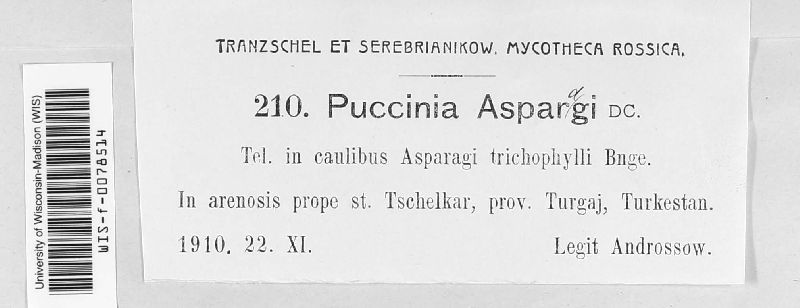 TRANZSCHEL ET SEREBRIANIKOW, MYCOTHECA ROSSICA.
210. Puccinia Asparagi DC.
Tel. in caulibus Asparagi trichophylli Bnge.
In arenosis prope st. Tschelkar, prov. Turgaj, Turkestan.
1910. 22. XI. Legit Androssow.
University of Wisconsin-Madison (WIS)
WIS-f-0078514